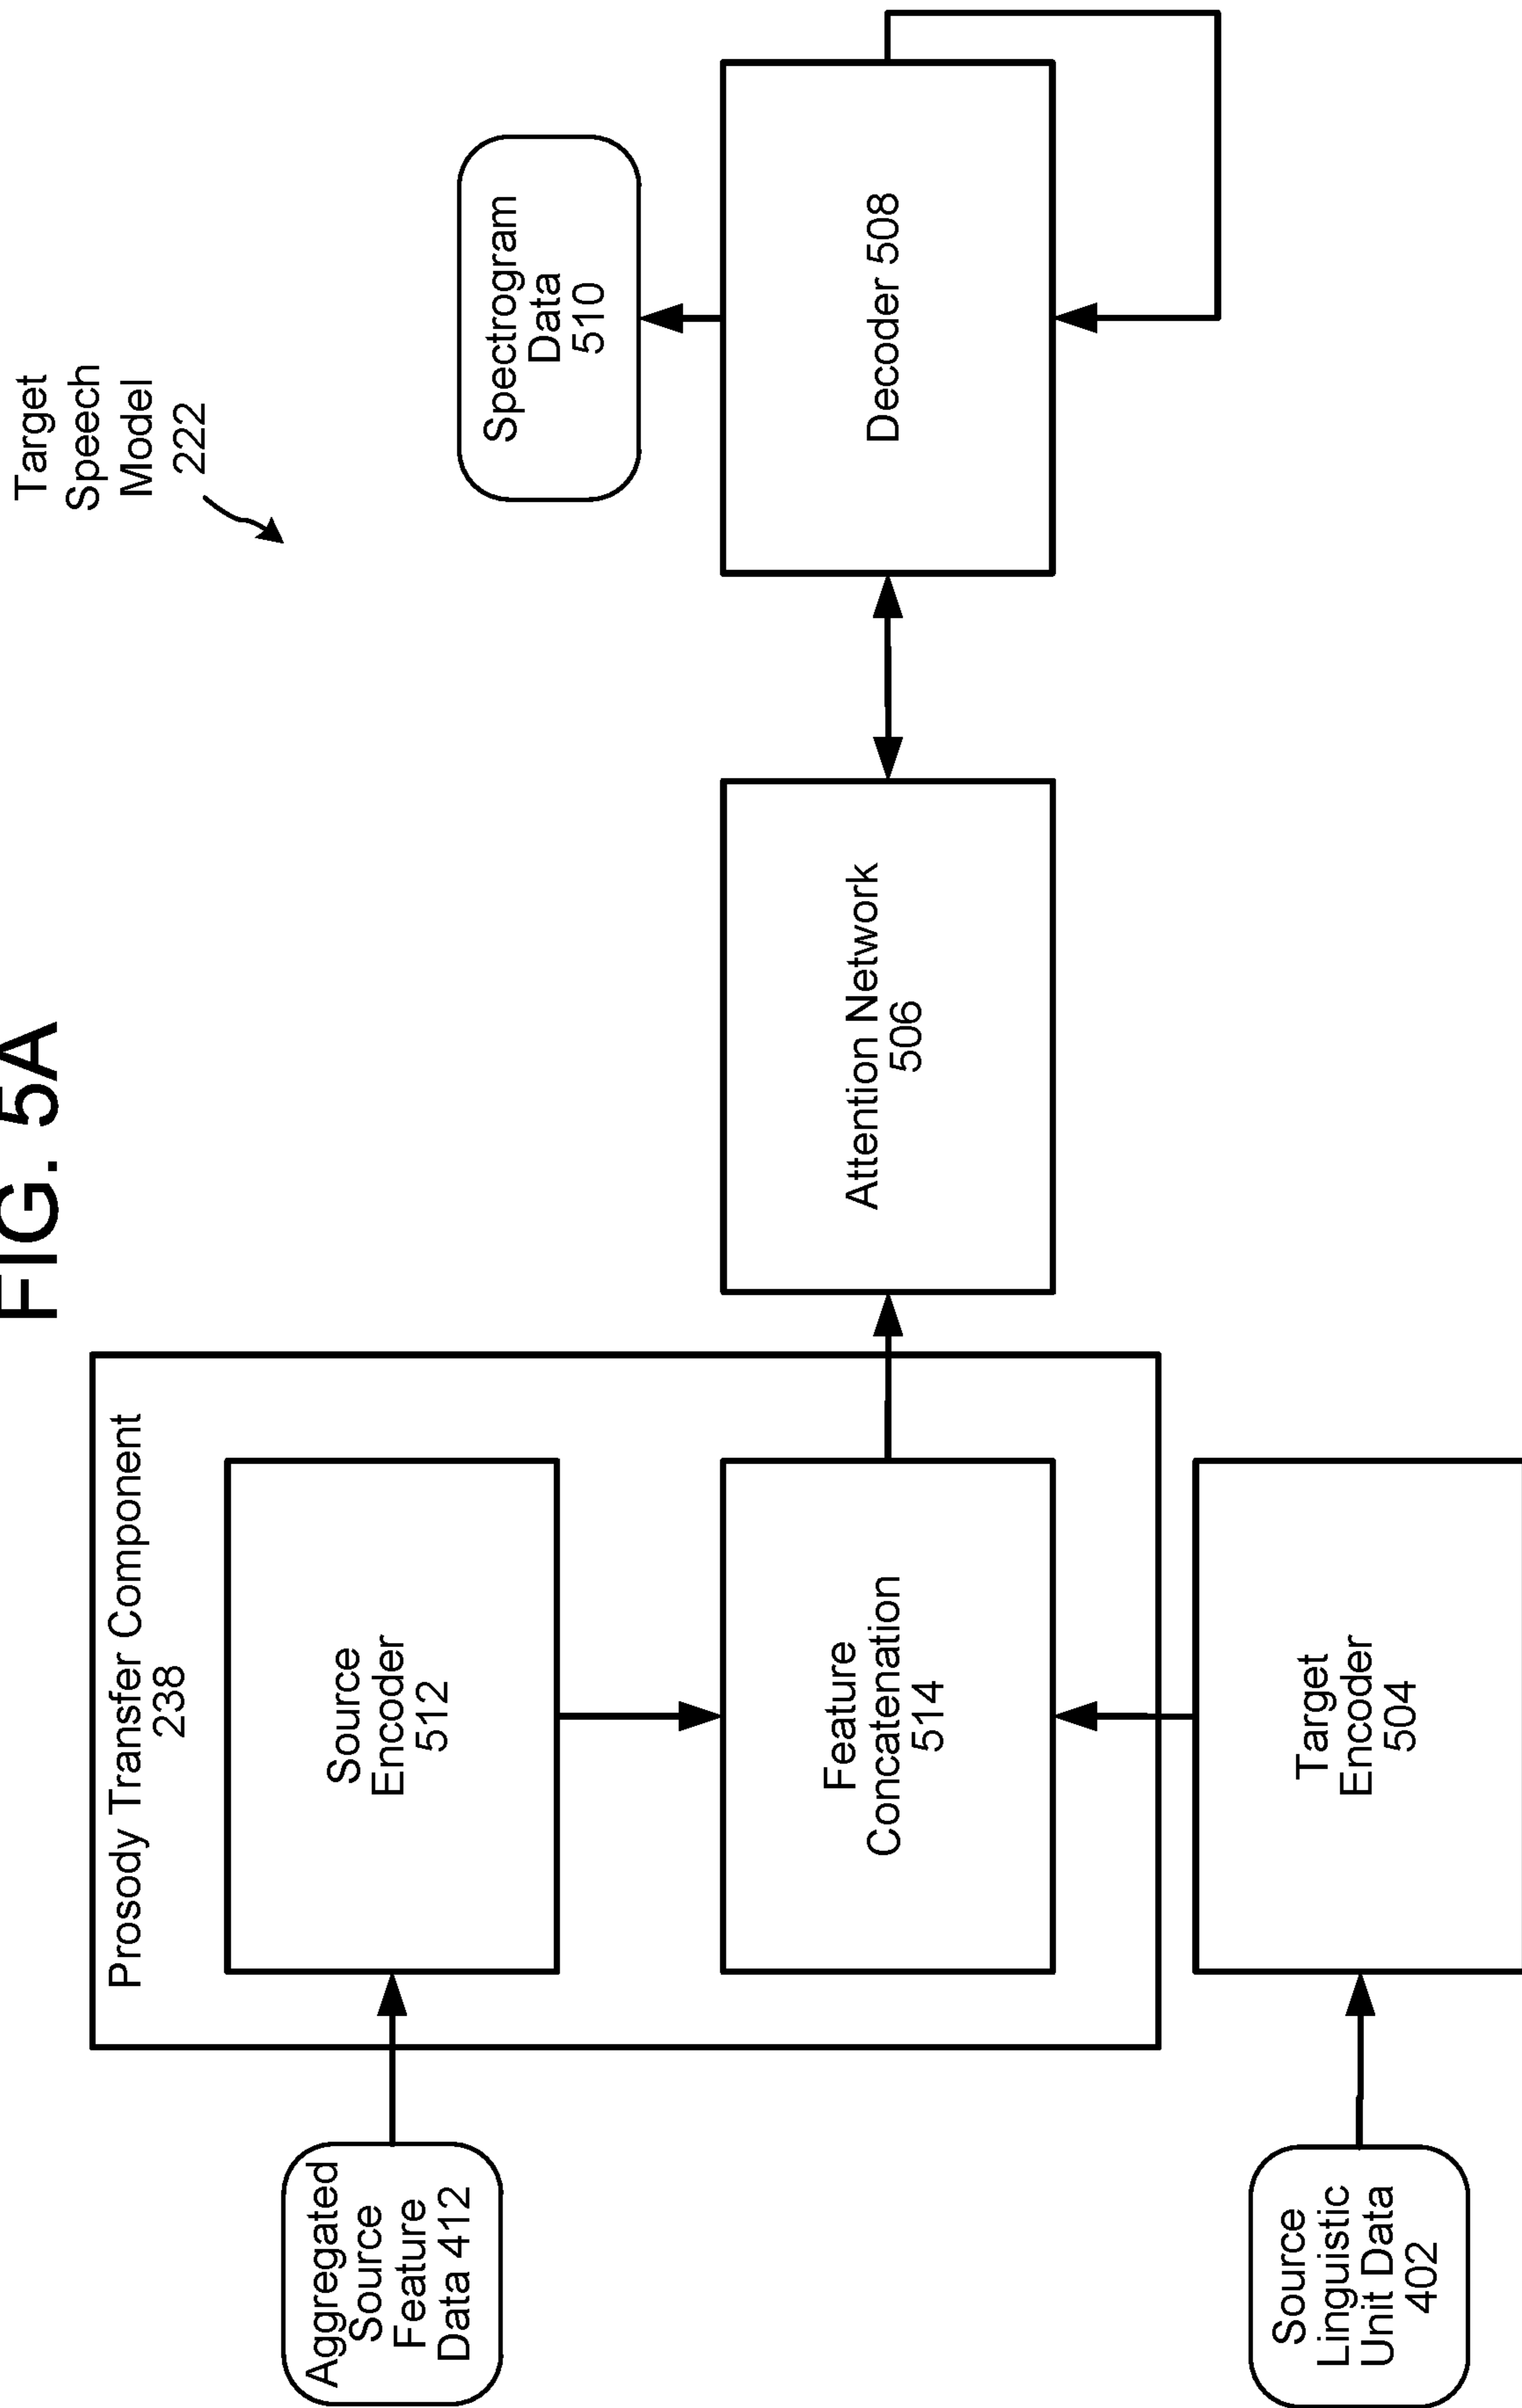 FIG. 5A
Target
Speech
Model
222
Prosody Transfer Component
238
Aggregated
Source
Feature
Data 412
Source
Encoder
512
Spectrogram
Data
510
Feature
Concatenation
514
Attention Network
506
Decoder 508
Source
Linguistic
Unit Data
402
Target
Encoder
504